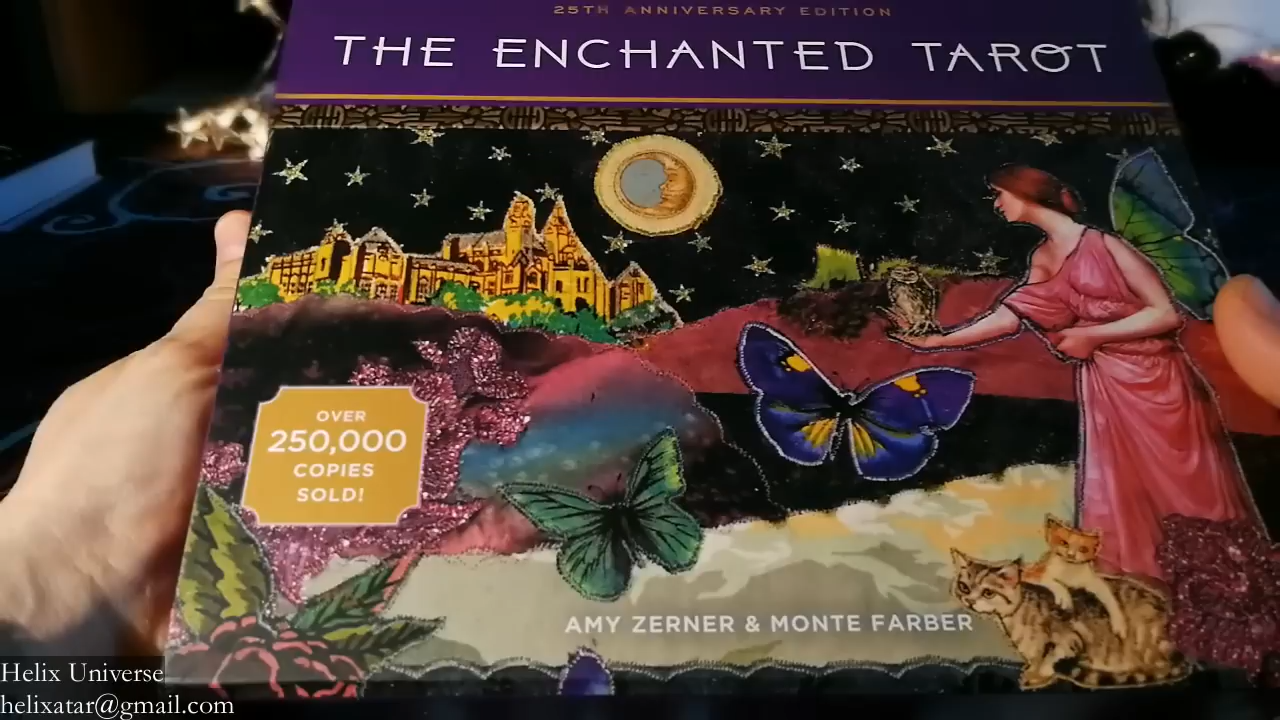 25TH ANNIVERSARY EDITION
THE ENCHANTED TAROT
OVER
250,000
COPIES
SOLD!
AMY ZERNER & MONTE FARBER
Helix Universe
helixatar@gmail.com